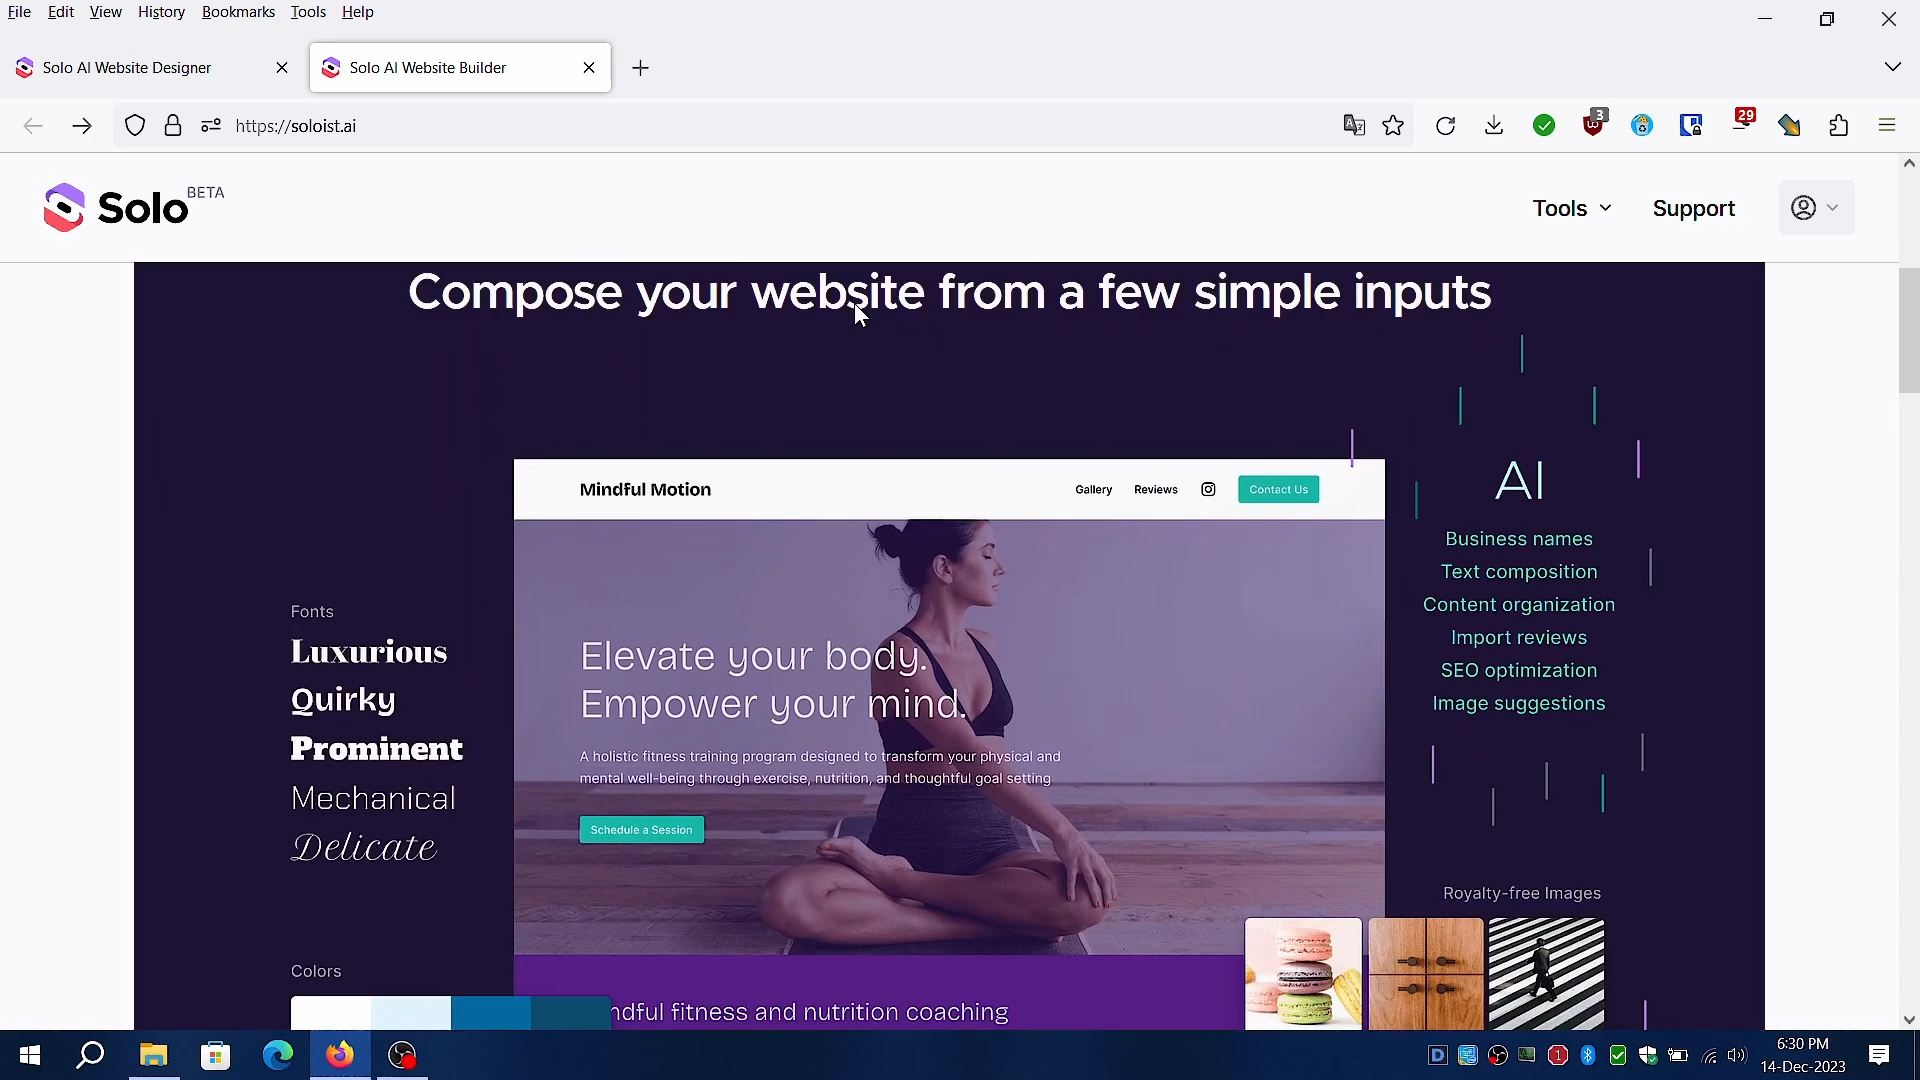 File Edit View History Bookmarks Tools Help
Solo AI Website Designer
Solo AI Website Builder
https://soloist.ai
3
29
Solo BETA
Tools
Support
Compose your website from a few simple inputs
Mindful Motion
Gallery
Reviews
Contact Us
Elevate your body.
Empower your mind.
A holistic fitness training program designed to transform your physical and
mental well-being through exercise, nutrition, and thoughtful goal setting
Schedule a Session
Fonts
Luxurious
Quirky
Prominent
Mechanical
Delicate
Colors
AI
Business names
Text composition
Content organization
Import reviews
SEO optimization
Image suggestions
Royalty-free Images
fitness and nutrition coaching
6:30 PM
14-Dec-2023